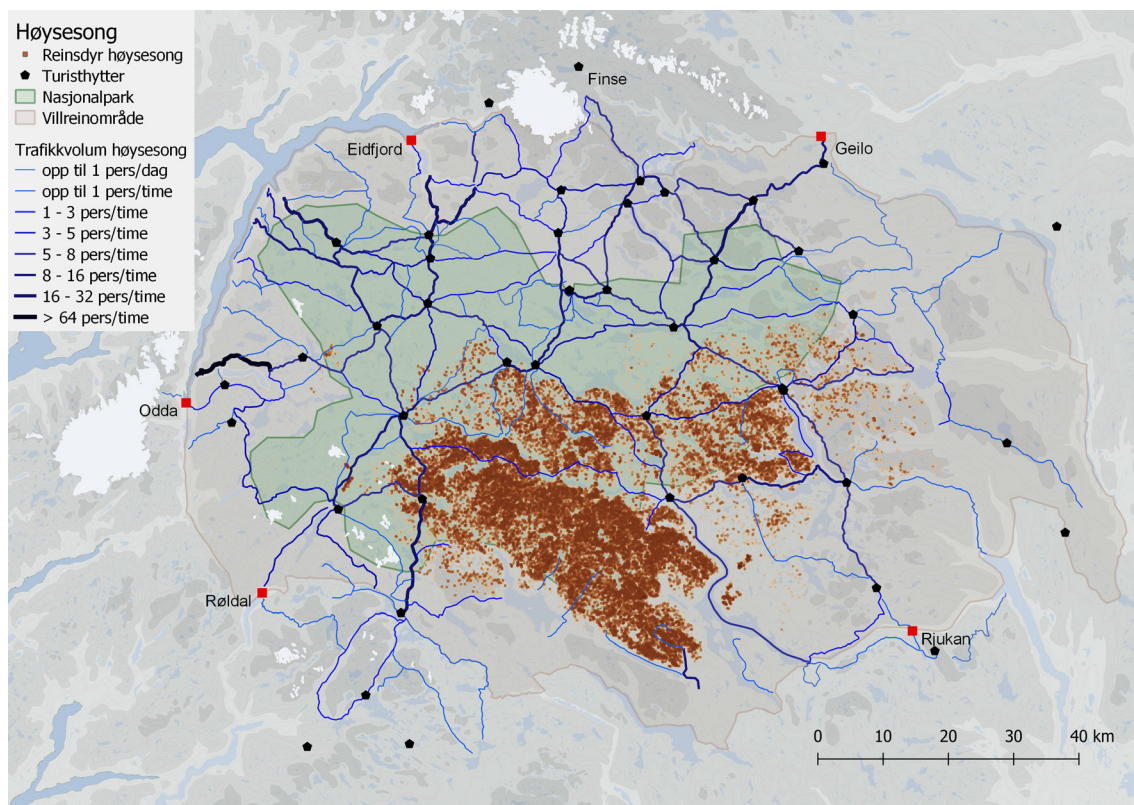 Høysesong
Reinsdyr høysesong
Turisthytter
Nasjonalpark
Villreinområde
Trafikkvolum høysesong
opp til 1 pers/dag
opp til 1 pers/time
1 - 3 pers/time
3 - 5 pers/time
5 - 8 pers/time
8 - 16 pers/time
16 - 32 pers/time
> 64 pers/time
Finse
Eidfjord
Geilo
Odda
Røldal
Rjukan
0 10 20 30 40 km